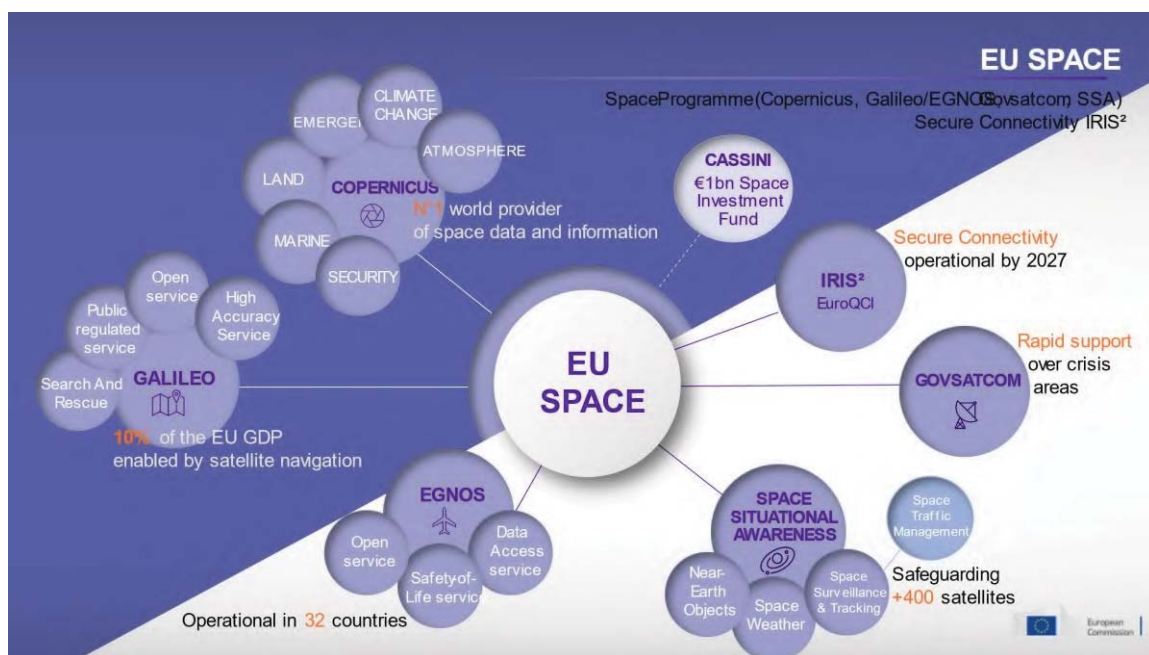 EU SPACE
SpaceProgramme(Copernicus, Galileo/EGNOS, Govsatcom, SSA)
Secure Connectivity IRIS²
CLIMATE
CHANGE
EMERGEN
ATMOSPHERE
LAND
COPERNICUS
MARINE
SECURITY
N°1 world provider
of space data and information
CASSINI
€1bn Space
Investment
Fund
Secure Connectivity
operational by 2027
IRIS²
EuroQCI
Open
service
Public
regulated
service
High
Accuracy
Service
Search And
Rescue
GALILEO
10% of the EU GDP
enabled by satellite navigation
EU
SPACE
Rapid support
over crisis
areas
GOVSATCOM
EGNOS
Open
service
Safety-of-
Life service
Data
Access
service
Operational in 32 countries
SPACE
SITUATIONAL
AWARENESS
Near-
Earth
Objects
Space
Weather
Space
Surveillance
& Tracking
Space
Traffic
Management
Safeguarding
+400 satellites
European
Commission